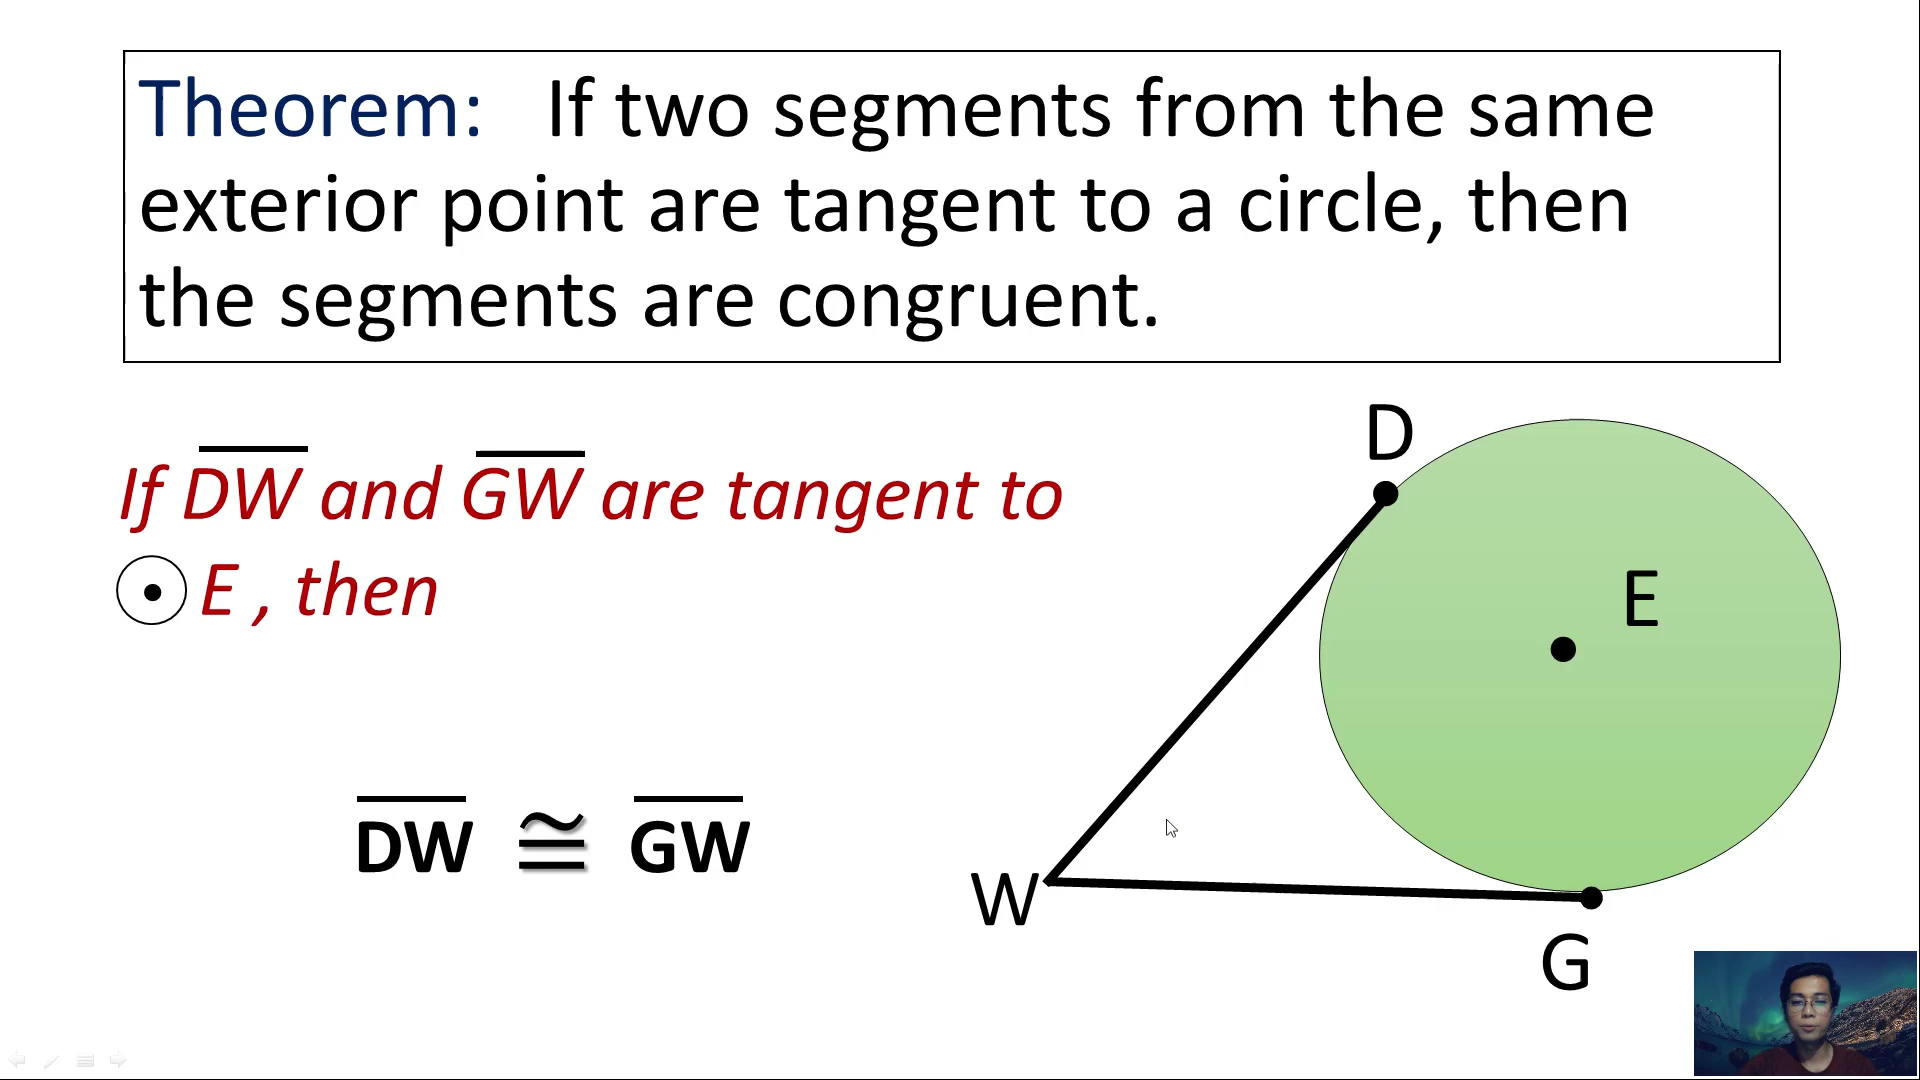 Theorem: If two segments from the same
exterior point are tangent to a circle, then
the segments are congruent.
If DW and GW are tangent to
⊙ E , then
DW ≅ GW
D
E
W
G